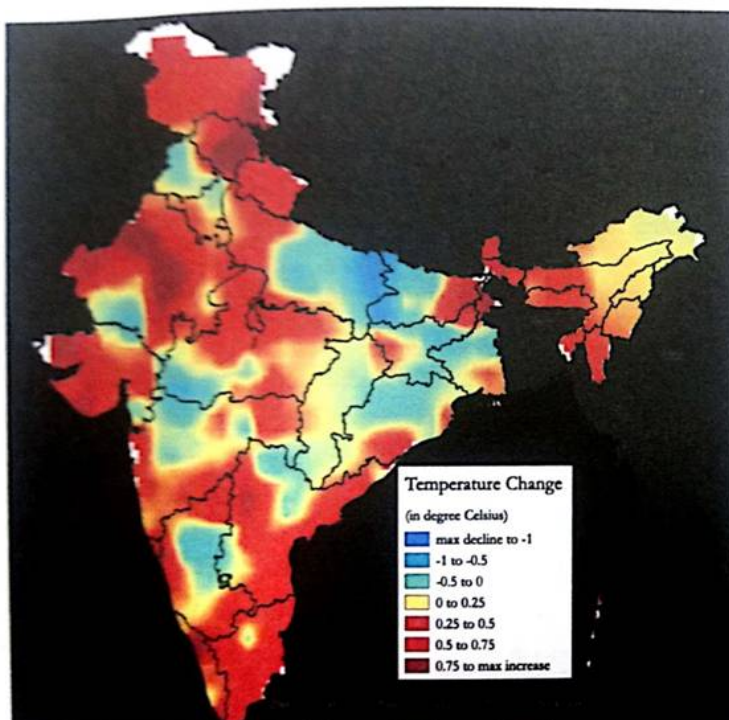 Temperature Change
(in degree Celsius)
max decline to -1
-1 to -0.5
-0.5 to 0
0 to 0.25
0.25 to 0.5
0.5 to 0.75
0.75 to max increase